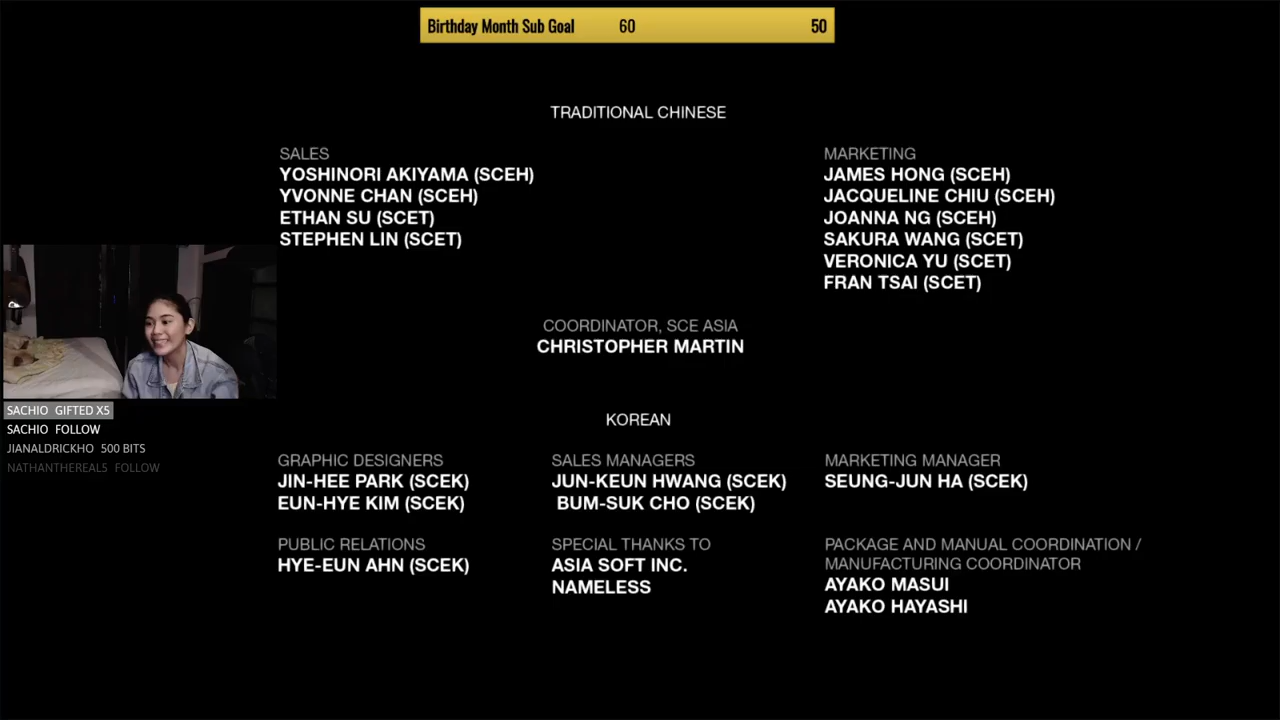 Birthday Month Sub Goal 60 50
TRADITIONAL CHINESE
SALES
YOSHINORI AKIYAMA (SCEH)
YVONNE CHAN (SCEH)
ETHAN SU (SCET)
STEPHEN LIN (SCET)
MARKETING
JAMES HONG (SCEH)
JACQUELINE CHIU (SCEH)
JOANNA NG (SCEH)
SAKURA WANG (SCET)
VERONICA YU (SCET)
FRAN TSAI (SCET)
COORDINATOR, SCE ASIA
CHRISTOPHER MARTIN
SACHIO GIFTED X5
SACHIO FOLLOW
JIANALDRICKHO 500 BITS
NATHANTHEREAL5 FOLLOW
KOREAN
GRAPHIC DESIGNERS
JIN-HEE PARK (SCEK)
EUN-HYE KIM (SCEK)
SALES MANAGERS
JUN-KEUN HWANG (SCEK)
BUM-SUK CHO (SCEK)
MARKETING MANAGER
SEUNG-JUN HA (SCEK)
PUBLIC RELATIONS
HYE-EUN AHN (SCEK)
SPECIAL THANKS TO
ASIA SOFT INC.
NAMELESS
PACKAGE AND MANUAL COORDINATION /
MANUFACTURING COORDINATOR
AYAKO MASUI
AYAKO HAYASHI